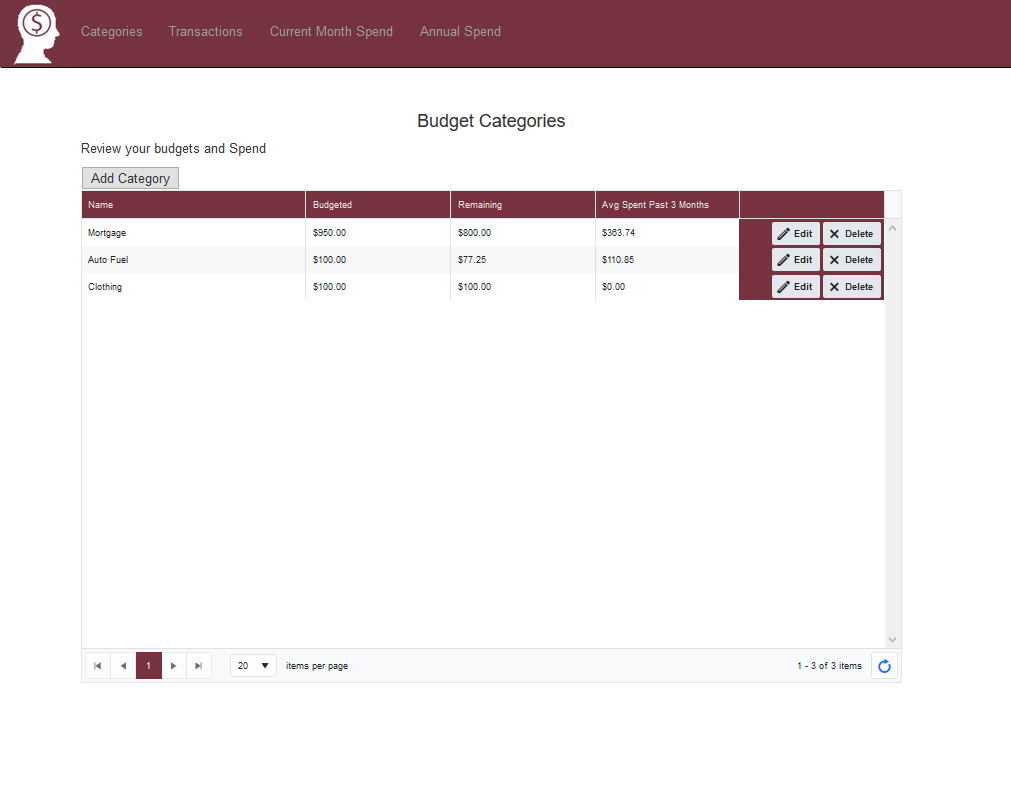 $
Categories Transactions Current Month Spend Annual Spend
Budget Categories
Review your budgets and Spend
Add Category
Name Budgeted Remaining Avg Spent Past 3 Months
Mortgage $950.00 $800.00 $363.74 Edit Delete
Auto Fuel $100.00 $77.25 $110.85 Edit Delete
Clothing $100.00 $100.00 $0.00 Edit Delete
1 20 items per page 1 - 3 of 3 items